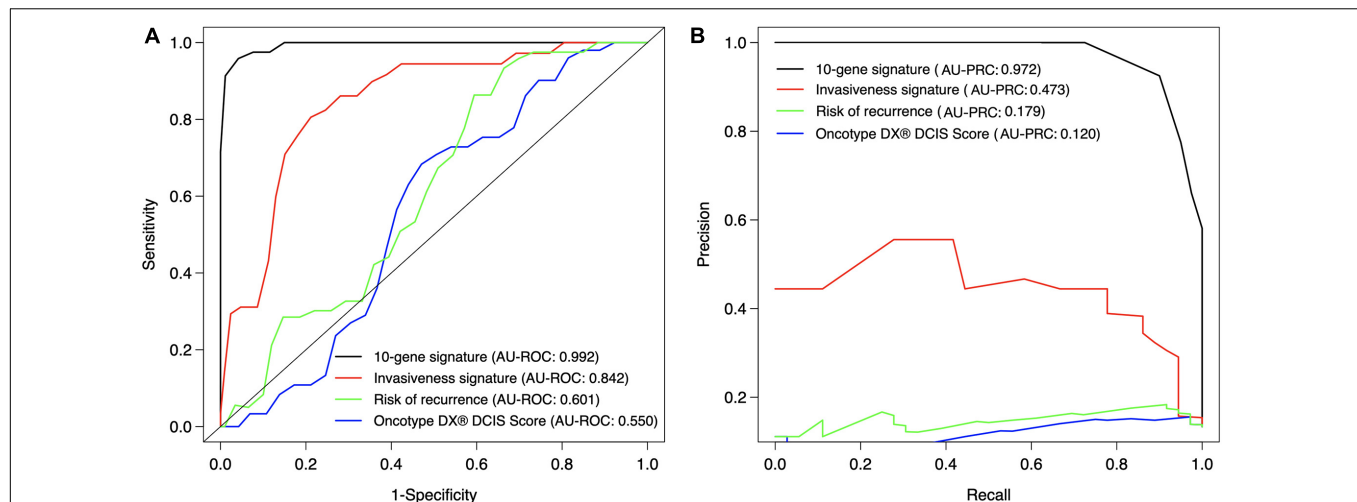 A
1.0
0.8
0.6
0.4
0.2
0.0
Sensitivity
10-gene signature (AU-ROC: 0.992)
Invasiveness signature (AU-ROC: 0.842)
Risk of recurrence (AU-ROC: 0.601)
Oncotype DX® DCIS Score (AU-ROC: 0.550)
0.0 0.2 0.4 0.6 0.8 1.0
1-Specificity
B
1.0
0.8
0.6
0.4
0.2
Precision
10-gene signature ( AU-PRC: 0.972)
Invasiveness signature ( AU-PRC: 0.473)
Risk of recurrence ( AU-PRC: 0.179)
Oncotype DX® DCIS Score ( AU-PRC: 0.120)
0.0 0.2 0.4 0.6 0.8 1.0
Recall